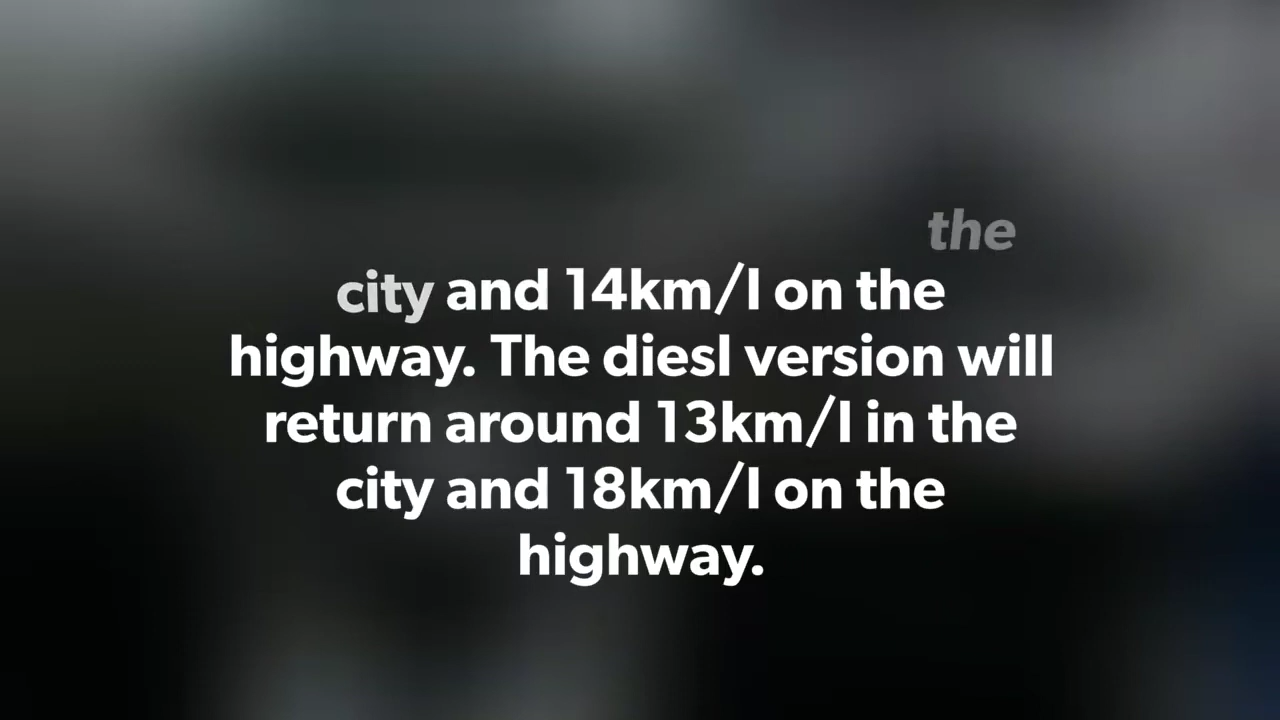 the
city and 14km/l on the
highway. The diesl version will
return around 13km/l in the
city and 18km/l on the
highway.